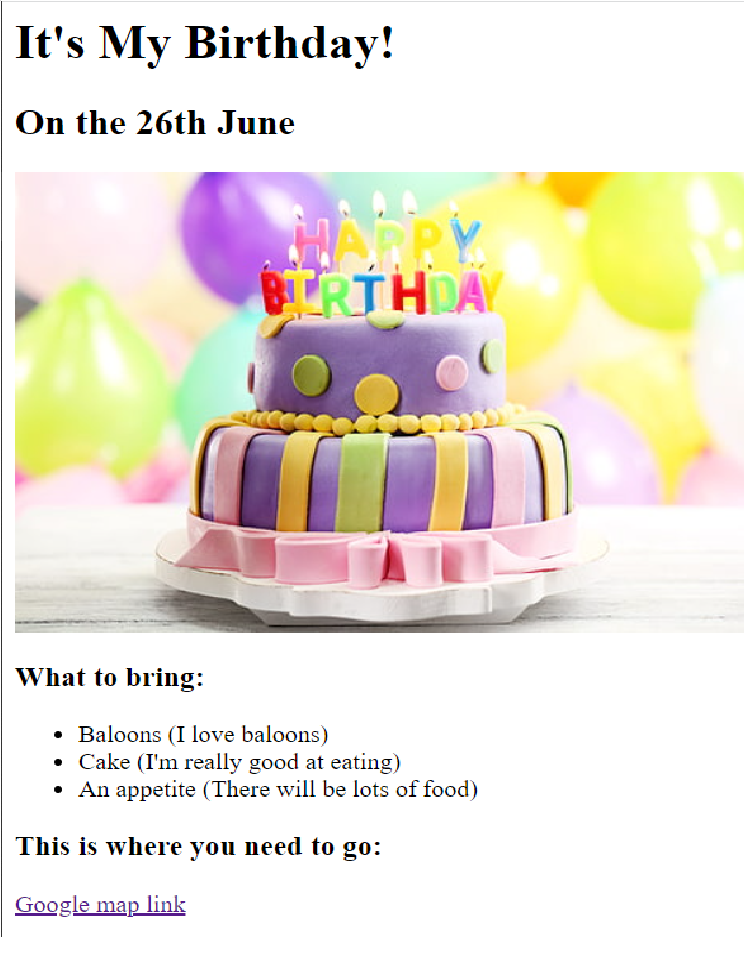 It's My Birthday!
On the 26th June
HAPPY
BIRTHDAY
What to bring:
Baloons (I love baloons)
Cake (I'm really good at eating)
An appetite (There will be lots of food)
This is where you need to go:
Google map link